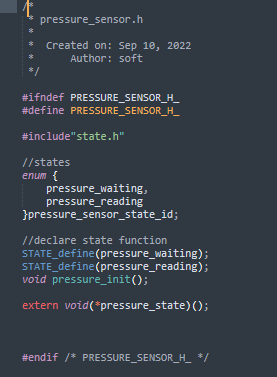 /*
 * pressure_sensor.h
 *
 *  Created on: Sep 10, 2022
 *      Author: soft
 */
#ifndef PRESSURE_SENSOR_H_
#define PRESSURE_SENSOR_H_
#include"state.h"
//states
enum {
    pressure_waiting,
    pressure_reading
}pressure_sensor_state_id;
//declare state function
STATE_define(pressure_waiting);
STATE_define(pressure_reading);
void pressure_init();
extern void(*pressure_state)();
#endif /* PRESSURE_SENSOR_H_ */